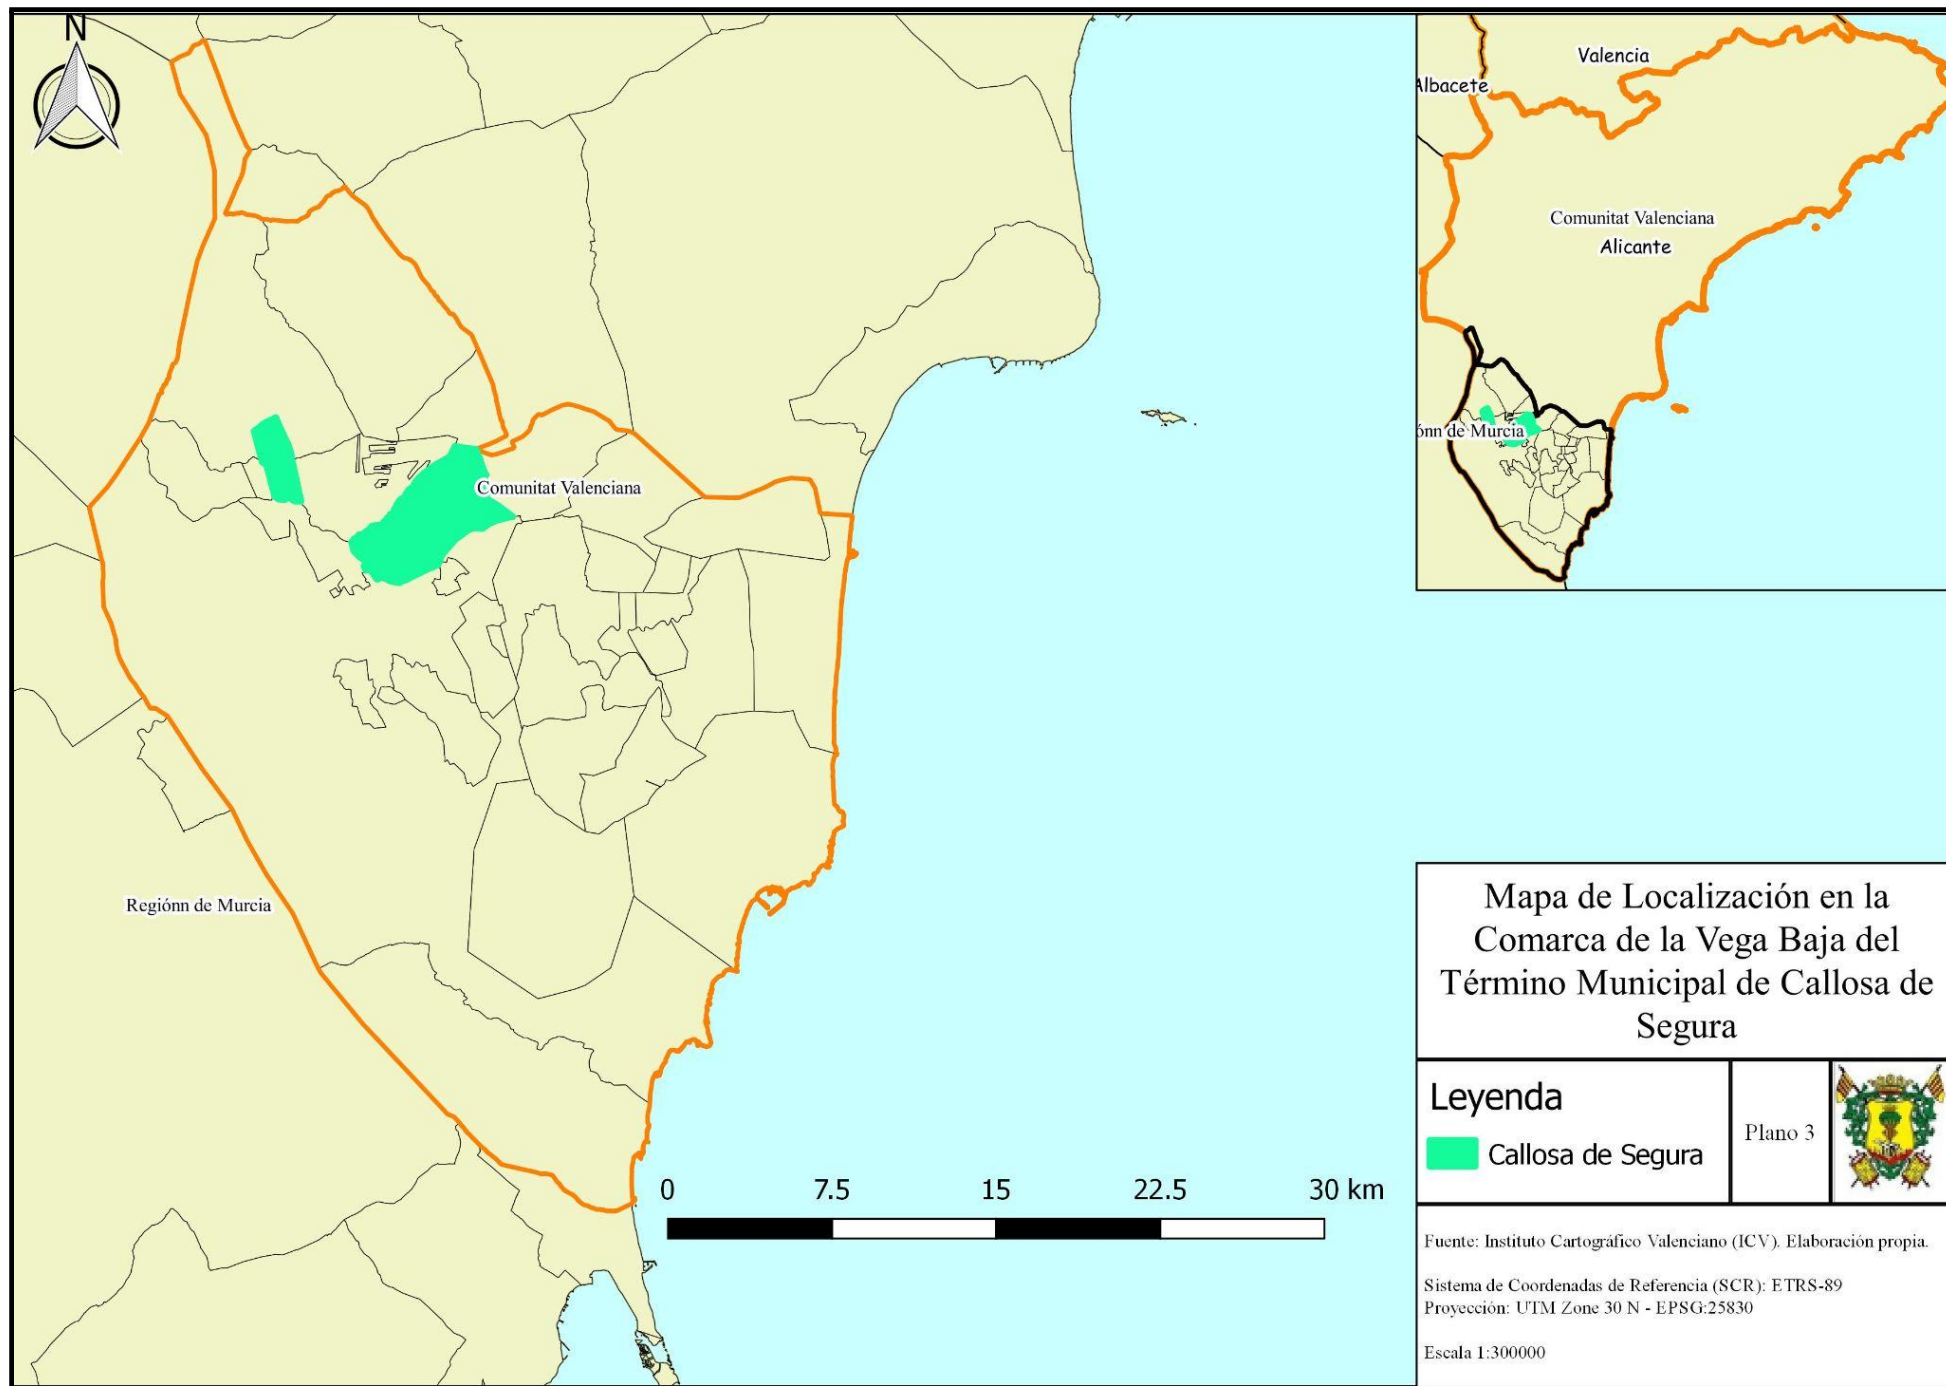 N
Comunitat Valenciana
Regiónn de Murcia
0 7.5 15 22.5 30 km
Valencia
Albacete
Comunitat Valenciana
Alicante
ónn de Murcia
Mapa de Localización en la
Comarca de la Vega Baja del
Término Municipal de Callosa de
Segura
Leyenda
Callosa de Segura
Plano 3
Fuente: Instituto Cartográfico Valenciano (ICV). Elaboración propia.
Sistema de Coordenadas de Referencia (SCR): ETRS-89
Proyección: UTM Zone 30 N - EPSG:25830
Escala 1:300000